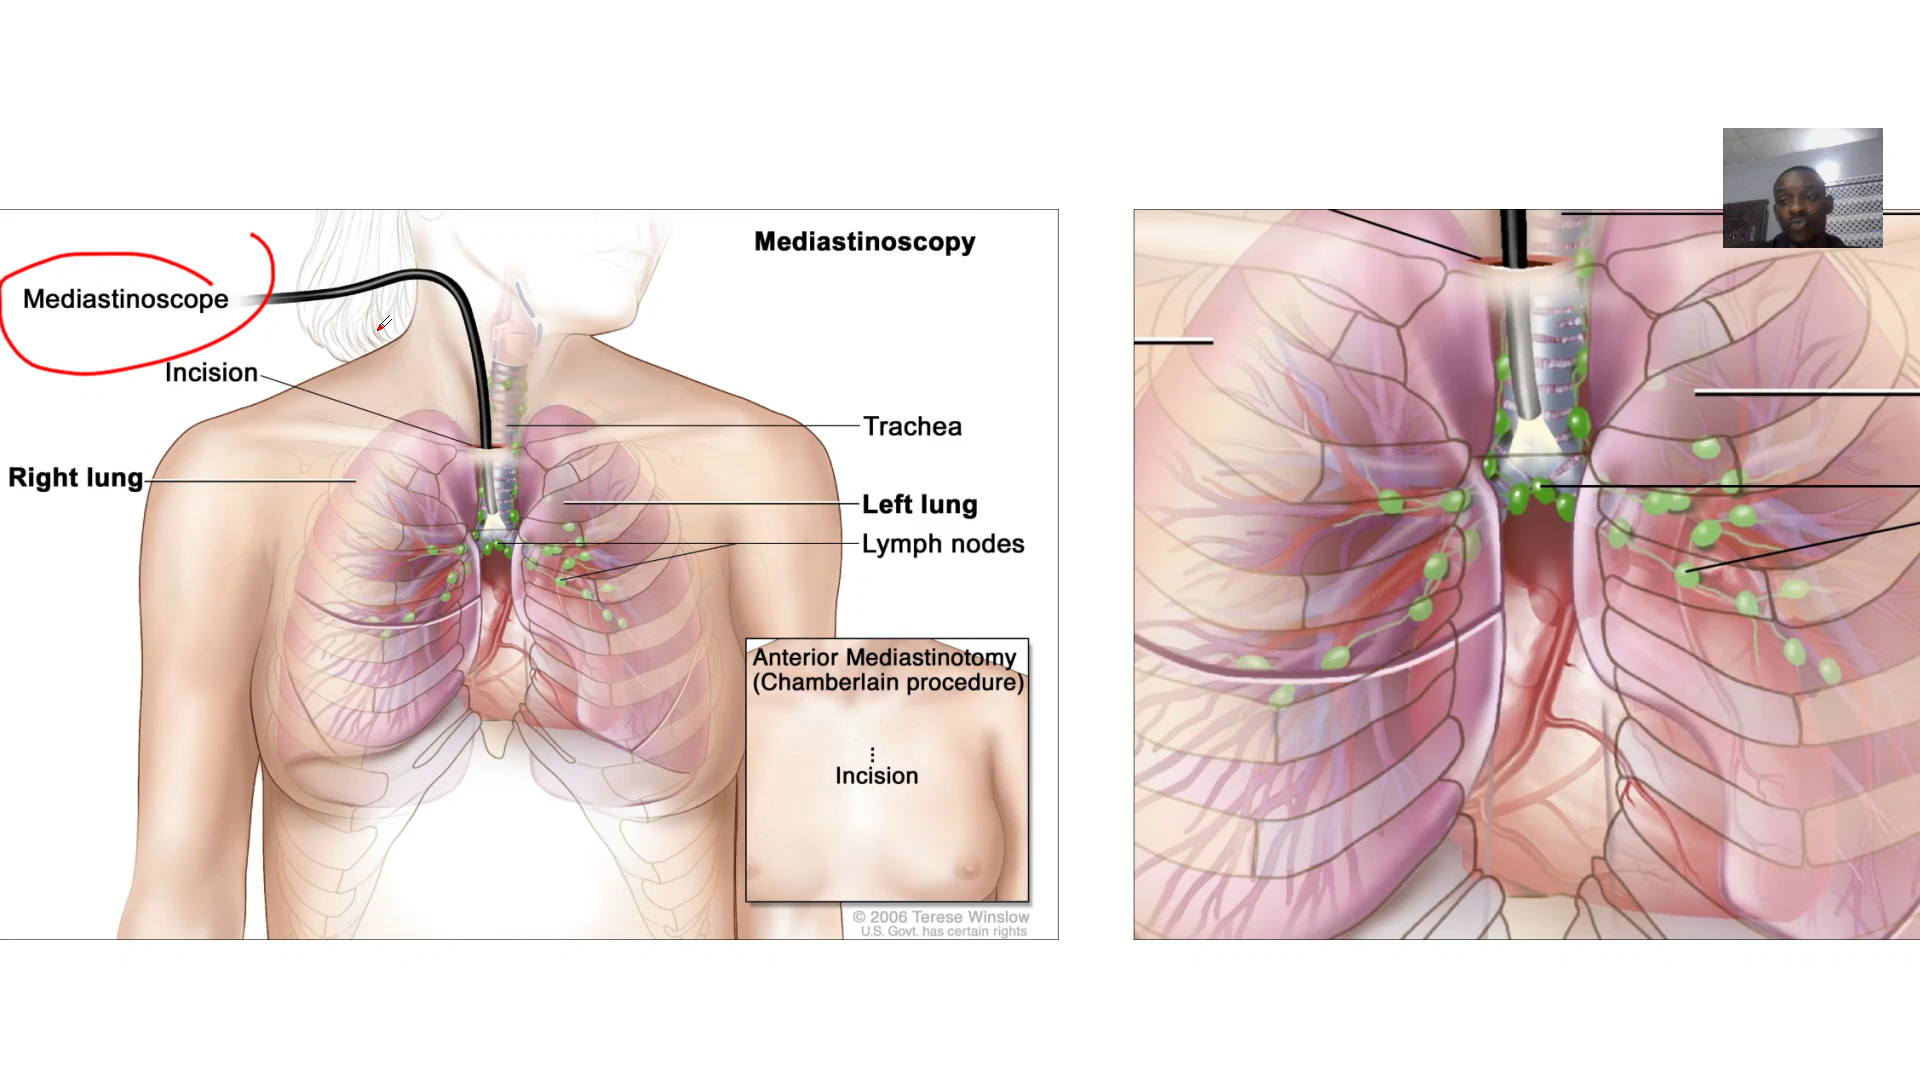 Mediastinoscopy
Mediastinoscope
Incision
Trachea
Right lung
Left lung
Lymph nodes
Anterior Mediastinotomy
(Chamberlain procedure)
Incision
© 2006 Terese Winslow
U.S. Govt. has certain rights